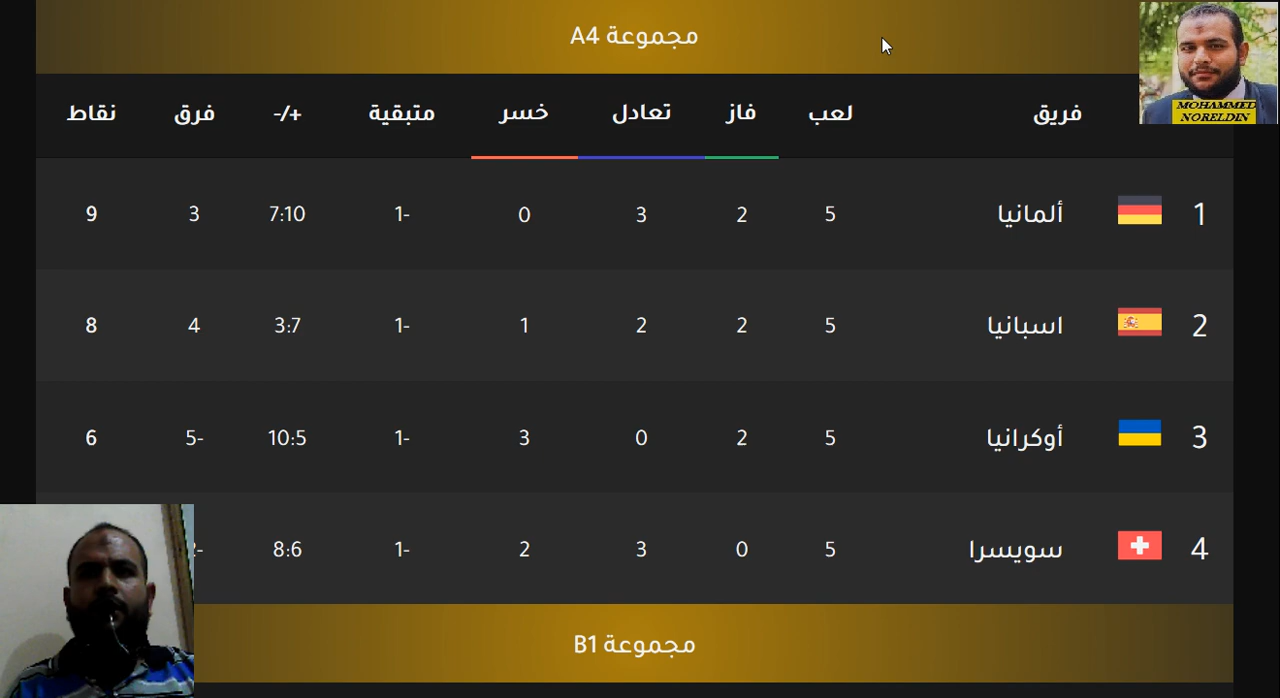 مجموعة A4
MOHAMMED
NORELDIN
فريق لعب فاز تعادل خسر متبقية +/- فرق نقاط
1 ألمانيا 5 2 3 0 -1 7:10 3 9
2 اسبانيا 5 2 2 1 -1 3:7 4 8
3 أوكرانيا 5 2 0 3 -1 10:5 -5 6
4 سويسرا 5 0 3 2 -1 8:6
مجموعة B1